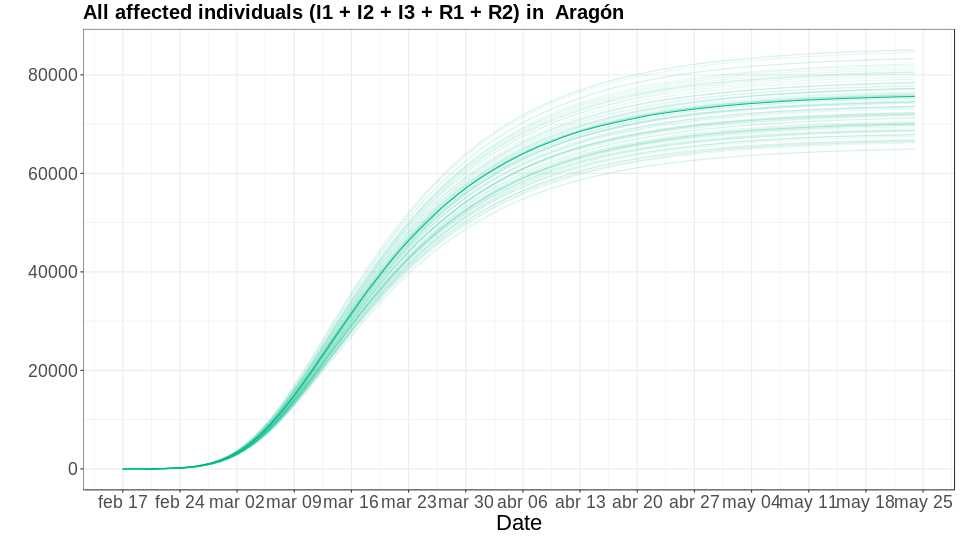 All affected individuals (I1 + I2 + I3 + R1 + R2) in  Aragón
80000
60000
40000
20000
0
feb 17 feb 24 mar 02 mar 09 mar 16 mar 23 mar 30 abr 06 abr 13 abr 20 abr 27 may 04 may 11 may 18 may 25
Date